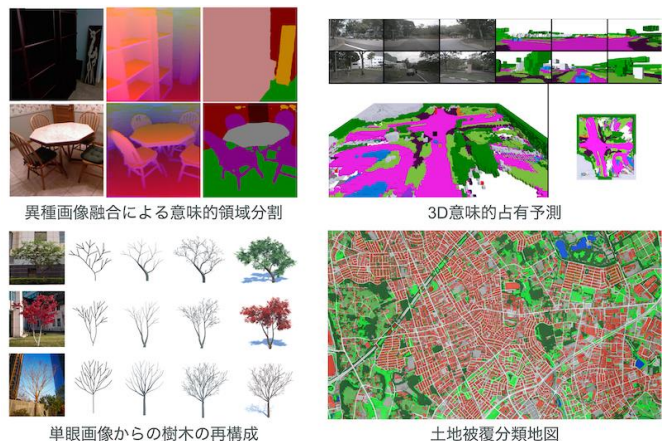 異種画像融合による意味的領域分割
3D意味的占有予測
単眼画像からの樹木の再構成
土地被覆分類地図